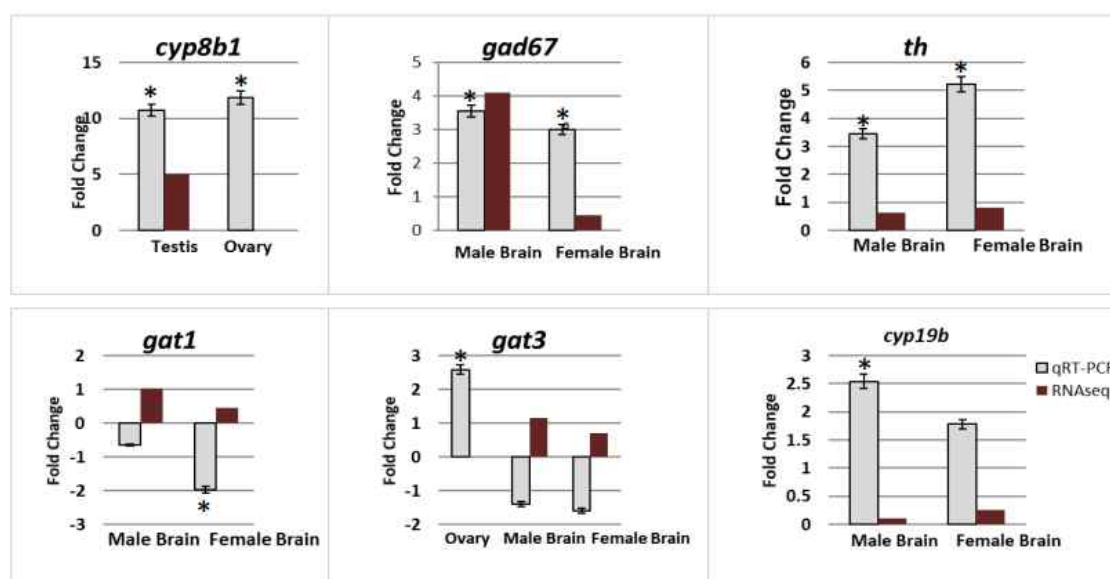 cyp8b1
15
10
5
0
Fold Change
*
*
Testis Ovary
gad67
5
4
3
2
1
0
Fold Change
*
*
Male Brain Female Brain
th
6
5
4
3
2
1
0
Fold Change
*
*
Male Brain Female Brain
gat1
2
1
0
-1
-2
-3
Fold Change
*
Male Brain Female Brain
gat3
3
2
1
0
-1
-2
Fold Change
*
Ovary Male Brain Female Brain
cyp19b
3
2.5
2
1.5
1
0.5
0
Fold Change
*
Male Brain Female Brain
qRT-PCR
RNAseq